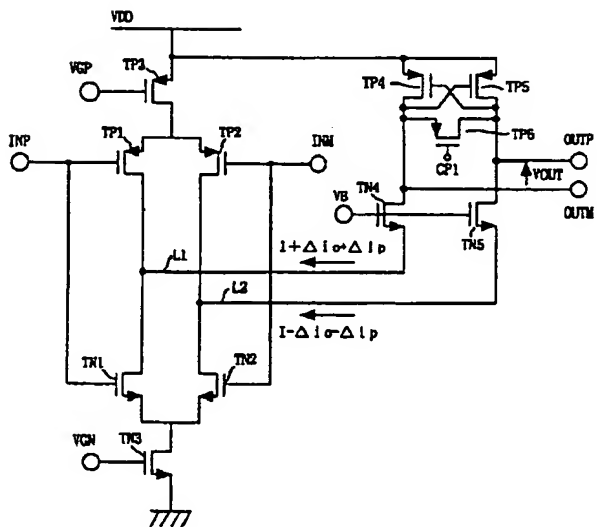 VDD
VGP
TP3
TP4
TP5
INP
TP1
TP2
INM
TP6
CP1
OUTP
VOUT
OUTM
VB
TN4
TN5
L1
I+Δio+Δip
L2
I-Δio-Δip
TN1
TN2
VGN
TN3